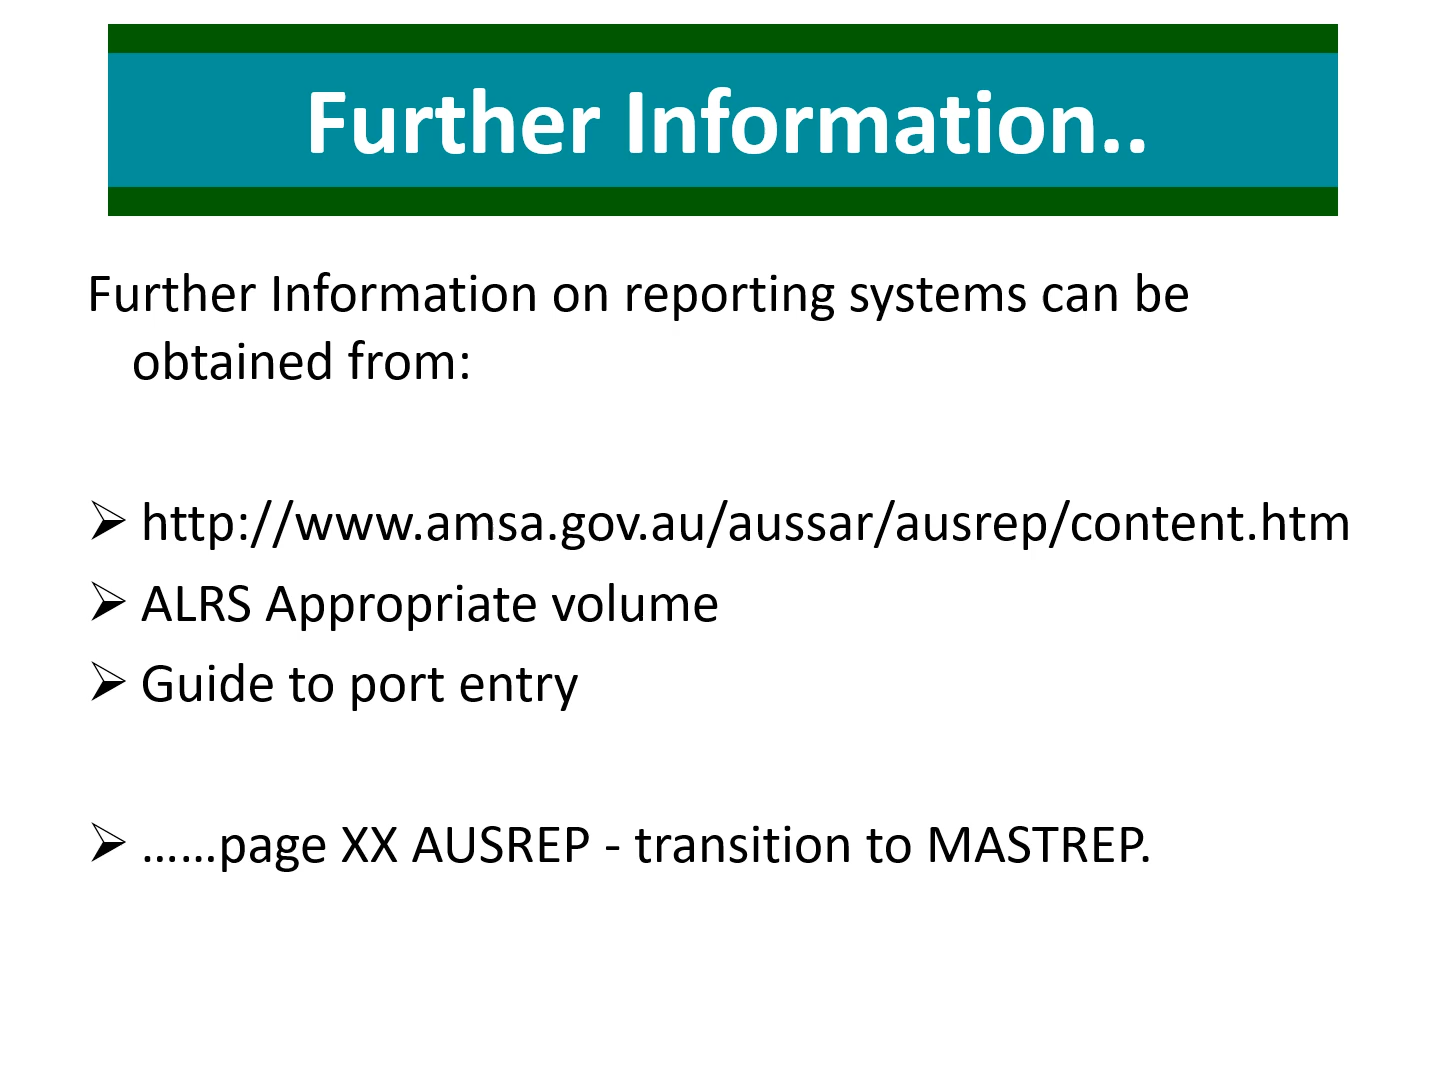 Further Information..
Further Information on reporting systems can be
obtained from:
➢ http://www.amsa.gov.au/aussar/ausrep/content.htm
➢ ALRS Appropriate volume
➢ Guide to port entry
➢ ……page XX AUSREP - transition to MASTREP.